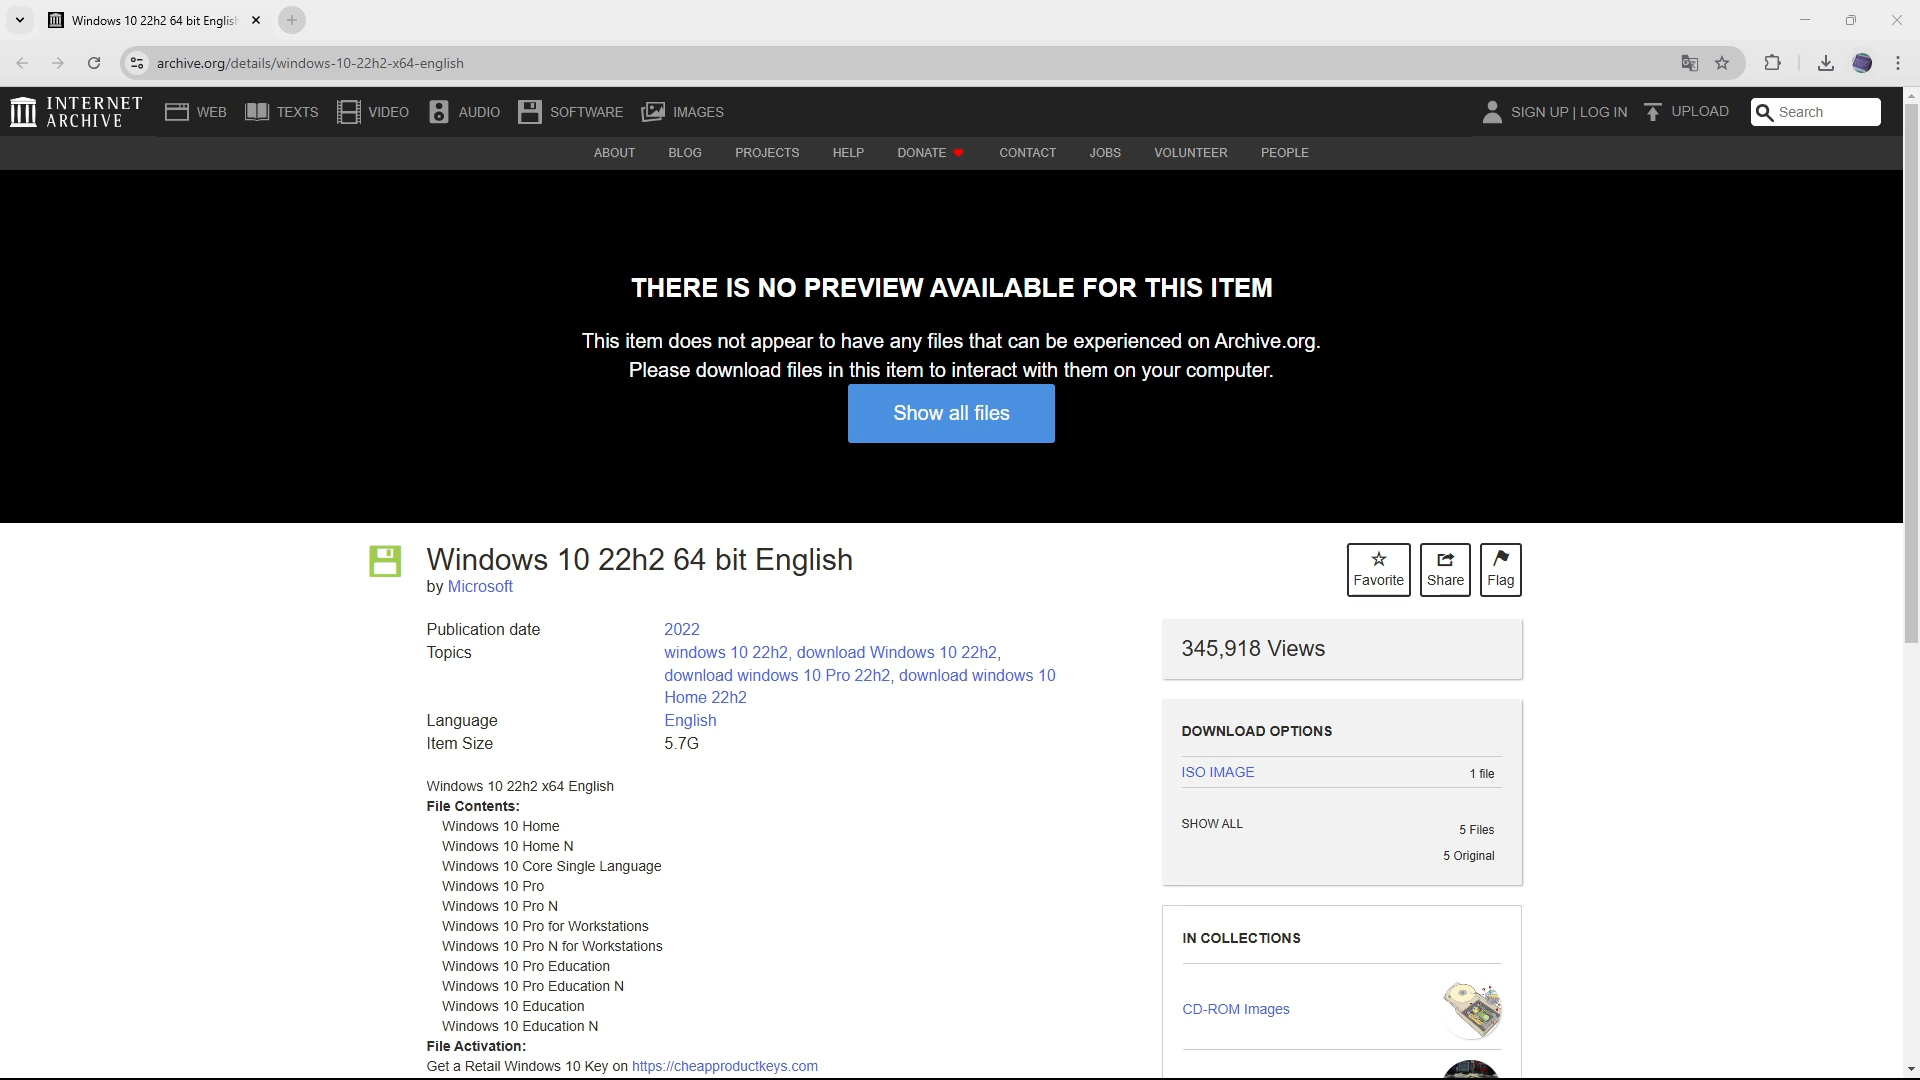 Windows 10 22h2 64 bit English
archive.org/details/windows-10-22h2-x64-english
INTERNET ARCHIVE
WEB TEXTS VIDEO AUDIO SOFTWARE IMAGES SIGN UP | LOG IN UPLOAD Search
ABOUT BLOG PROJECTS HELP DONATE CONTACT JOBS VOLUNTEER PEOPLE
THERE IS NO PREVIEW AVAILABLE FOR THIS ITEM
This item does not appear to have any files that can be experienced on Archive.org.
Please download files in this item to interact with them on your computer.
Show all files
Windows 10 22h2 64 bit English
by Microsoft
Favorite Share Flag
Publication date 2022
Topics windows 10 22h2, download Windows 10 22h2,
download windows 10 Pro 22h2, download windows 10
Home 22h2
Language English
Item Size 5.7G
Windows 10 22h2 x64 English
File Contents:
Windows 10 Home
Windows 10 Home N
Windows 10 Core Single Language
Windows 10 Pro
Windows 10 Pro N
Windows 10 Pro for Workstations
Windows 10 Pro N for Workstations
Windows 10 Pro Education
Windows 10 Pro Education N
Windows 10 Education
Windows 10 Education N
File Activation:
Get a Retail Windows 10 Key on https://cheapproductkeys.com
345,918 Views
DOWNLOAD OPTIONS
ISO IMAGE 1 file
SHOW ALL 5 Files
5 Original
IN COLLECTIONS
CD-ROM Images